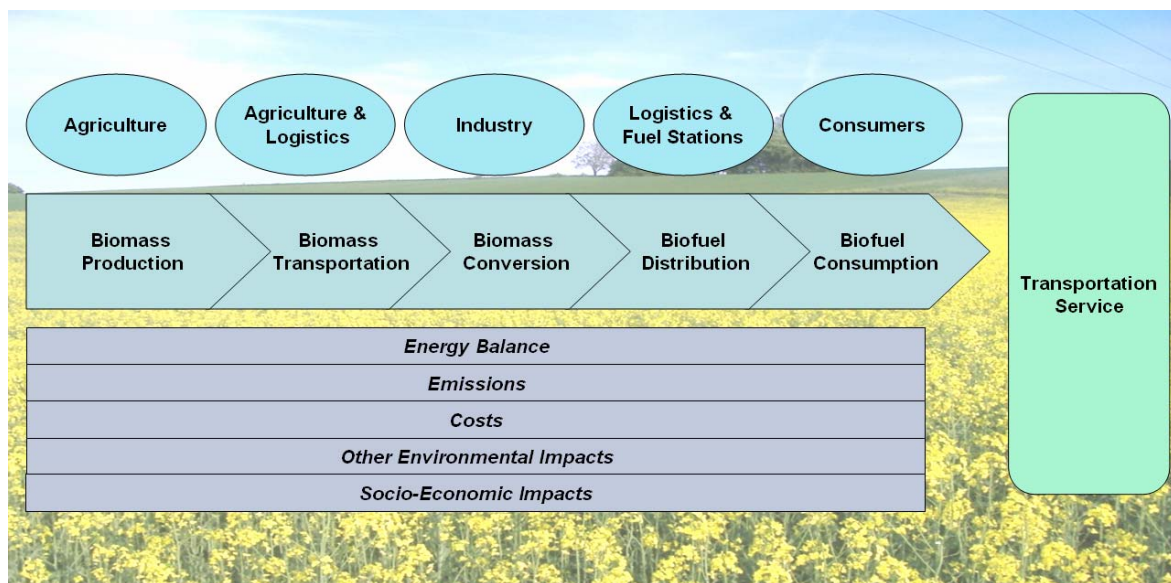 Agriculture
Agriculture &
Logistics
Industry
Logistics &
Fuel Stations
Consumers
Biomass
Production
Biomass
Transportation
Biomass
Conversion
Biofuel
Distribution
Biofuel
Consumption
Transportation
Service
Energy Balance
Emissions
Costs
Other Environmental Impacts
Socio-Economic Impacts